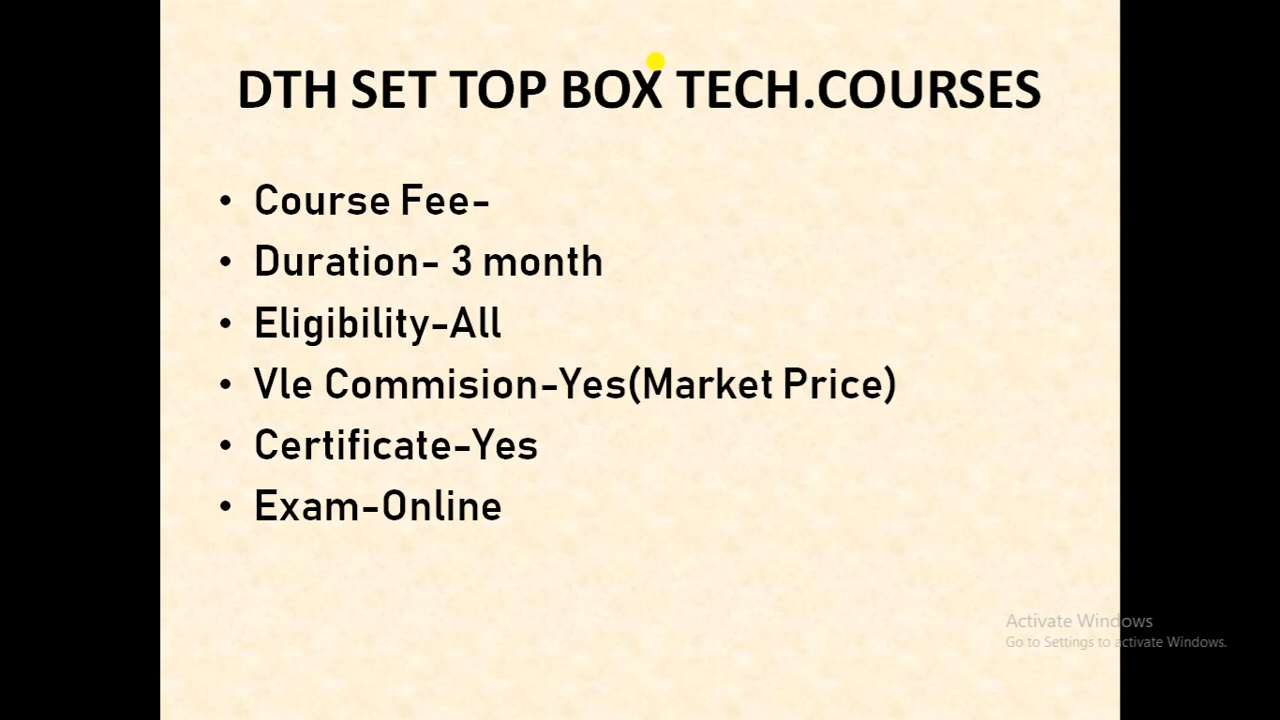 DTH SET TOP BOX TECH.COURSES
• Course Fee-
• Duration- 3 month
• Eligibility-All
• Vle Commision-Yes(Market Price)
• Certificate-Yes
• Exam-Online
Activate Windows
Go to Settings to activate Windows.